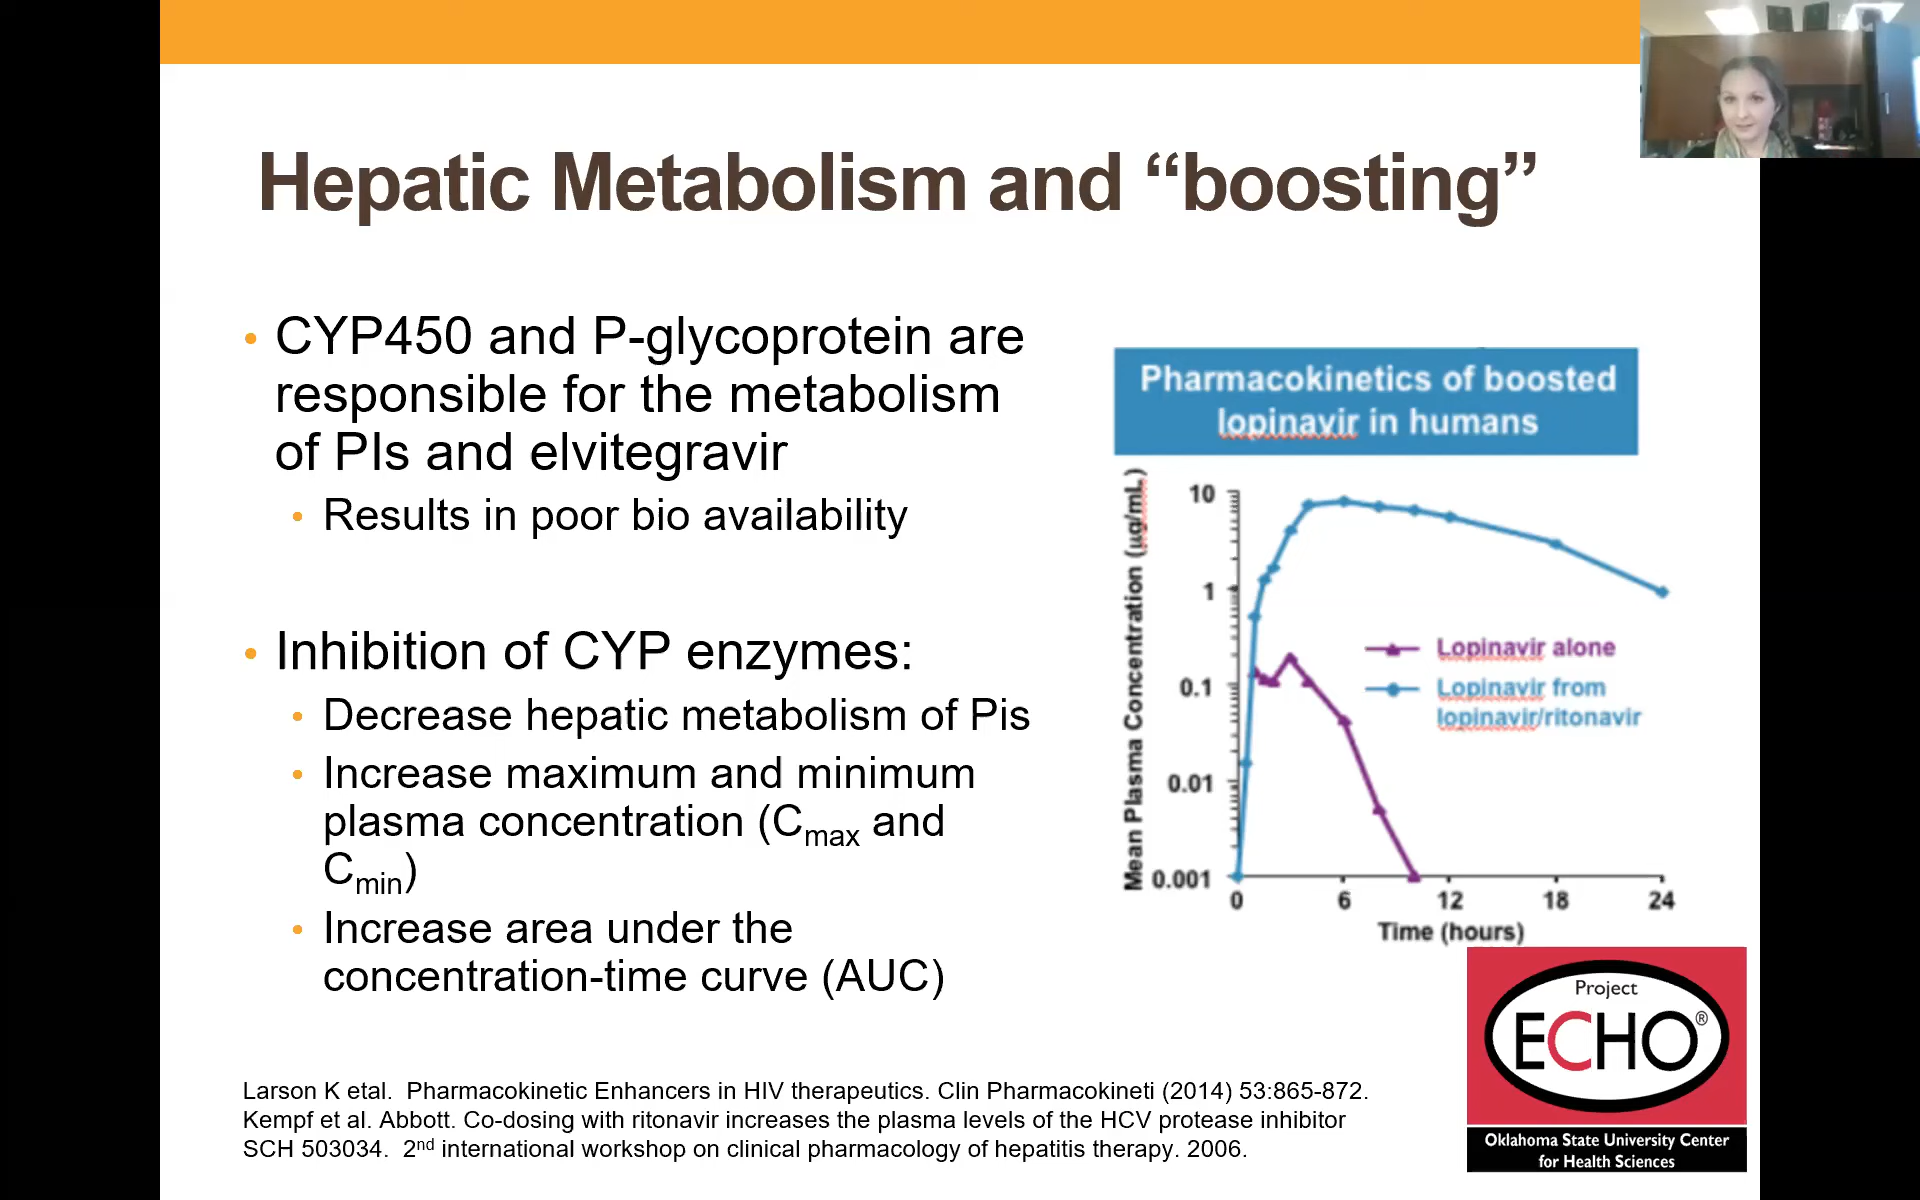 Hepatic Metabolism and “boosting”
• CYP450 and P-glycoprotein are
responsible for the metabolism
of PIs and elvitegravir
• Results in poor bio availability
• Inhibition of CYP enzymes:
• Decrease hepatic metabolism of Pis
• Increase maximum and minimum
plasma concentration (Cmax and
Cmin)
• Increase area under the
concentration-time curve (AUC)
Pharmacokinetics of boosted
lopinavir in humans
Mean Plasma Concentration (µg/mL)
10
1
0.1
0.01
0.001
Lopinavir alone
Lopinavir from
lopinavir/ritonavir
0 6 12 18 24
Time (hours)
Larson K etal. Pharmacokinetic Enhancers in HIV therapeutics. Clin Pharmacokineti (2014) 53:865-872.
Kempf et al. Abbott. Co-dosing with ritonavir increases the plasma levels of the HCV protease inhibitor
SCH 503034. 2nd international workshop on clinical pharmacology of hepatitis therapy. 2006.
Project
ECHO®
Oklahoma State University Center
for Health Sciences